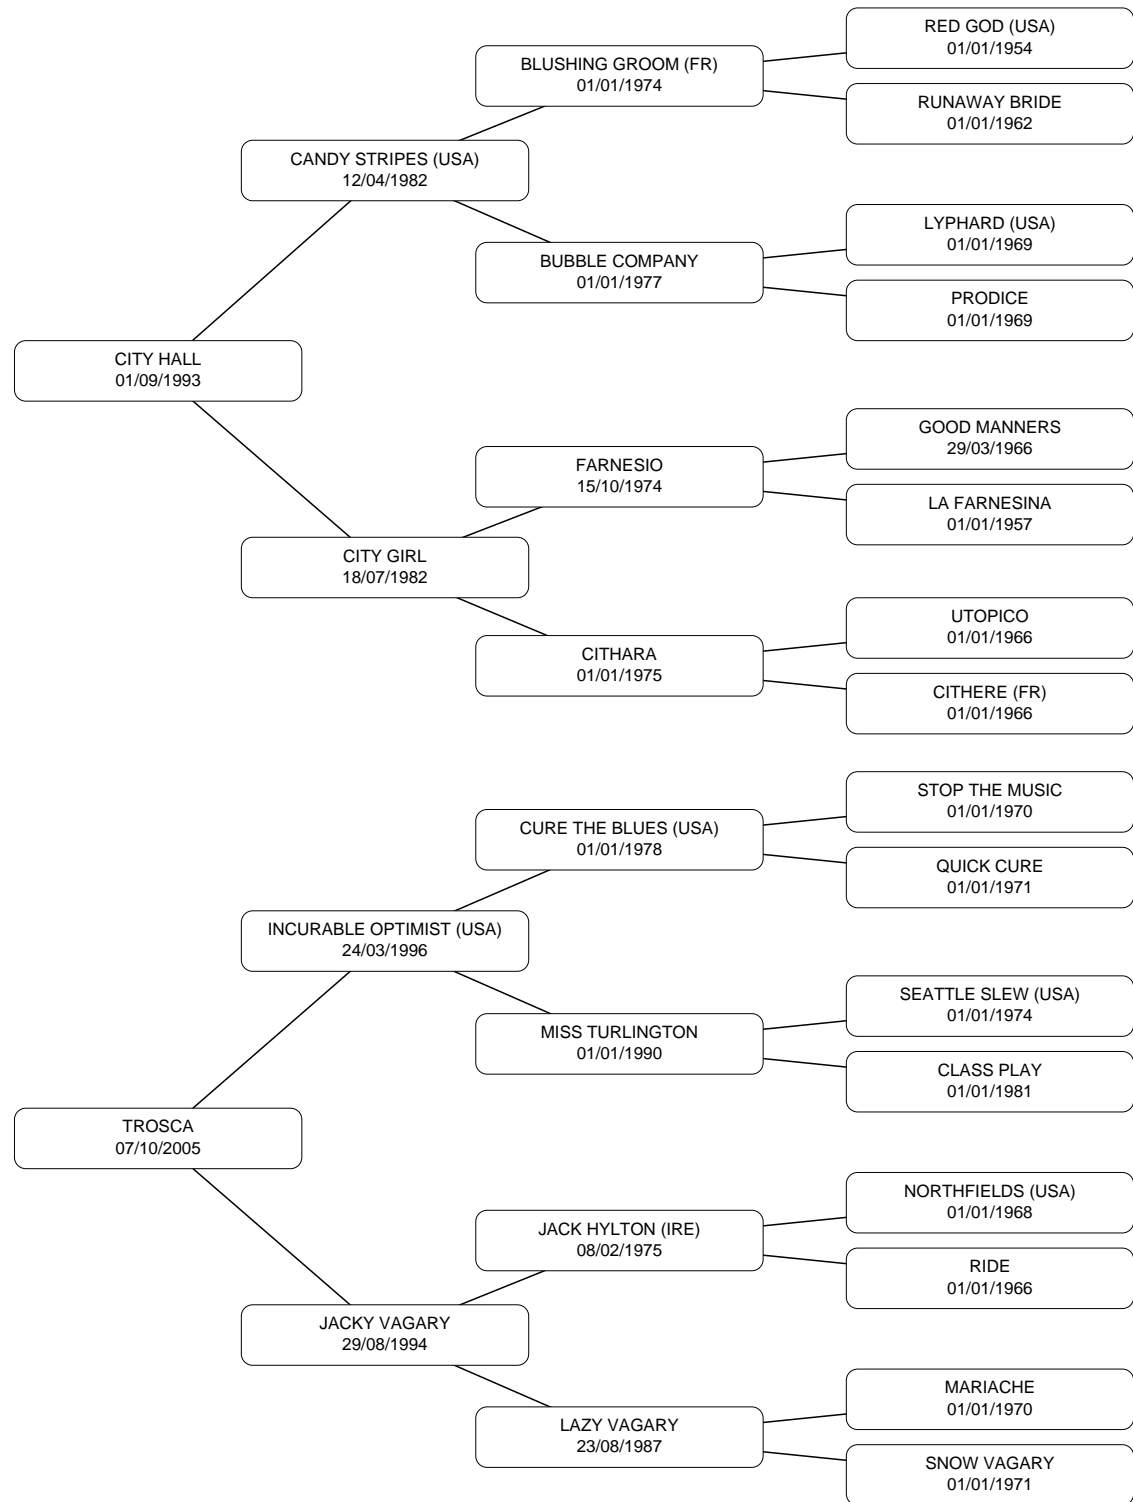 RED GOD (USA)
01/01/1954
BLUSHING GROOM (FR)
01/01/1974
RUNAWAY BRIDE
01/01/1962
CANDY STRIPES (USA)
12/04/1982
LYPHARD (USA)
01/01/1969
BUBBLE COMPANY
01/01/1977
PRODICE
01/01/1969
CITY HALL
01/09/1993
GOOD MANNERS
29/03/1966
FARNESIO
15/10/1974
LA FARNESINA
01/01/1957
CITY GIRL
18/07/1982
UTOPICO
01/01/1966
CITHARA
01/01/1975
CITHERE (FR)
01/01/1966
STOP THE MUSIC
01/01/1970
CURE THE BLUES (USA)
01/01/1978
QUICK CURE
01/01/1971
INCURABLE OPTIMIST (USA)
24/03/1996
SEATTLE SLEW (USA)
01/01/1974
MISS TURLINGTON
01/01/1990
CLASS PLAY
01/01/1981
TROSCA
07/10/2005
NORTHFIELDS (USA)
01/01/1968
JACK HYLTON (IRE)
08/02/1975
RIDE
01/01/1966
JACKY VAGARY
29/08/1994
MARIACHE
01/01/1970
LAZY VAGARY
23/08/1987
SNOW VAGARY
01/01/1971